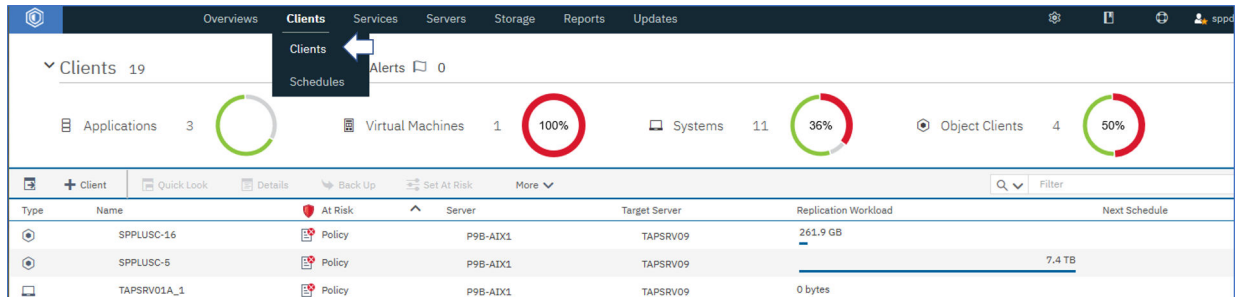 Overviews Clients Services Servers Storage Reports Updates sppd
Clients
Clients 19 Alerts 0
Schedules
Applications 3 Virtual Machines 1 100% Systems 11 36% Object Clients 4 50%
+ Client Quick Look Details Back Up Set At Risk More Filter
Type Name At Risk Server Target Server Replication Workload Next Schedule
SPPLUSC-16 Policy P9B-AIX1 TAPSRV09 261.9 GB
SPPLUSC-5 Policy P9B-AIX1 TAPSRV09 7.4 TB
TAPSRV01A_1 Policy P9B-AIX1 TAPSRV09 0 bytes